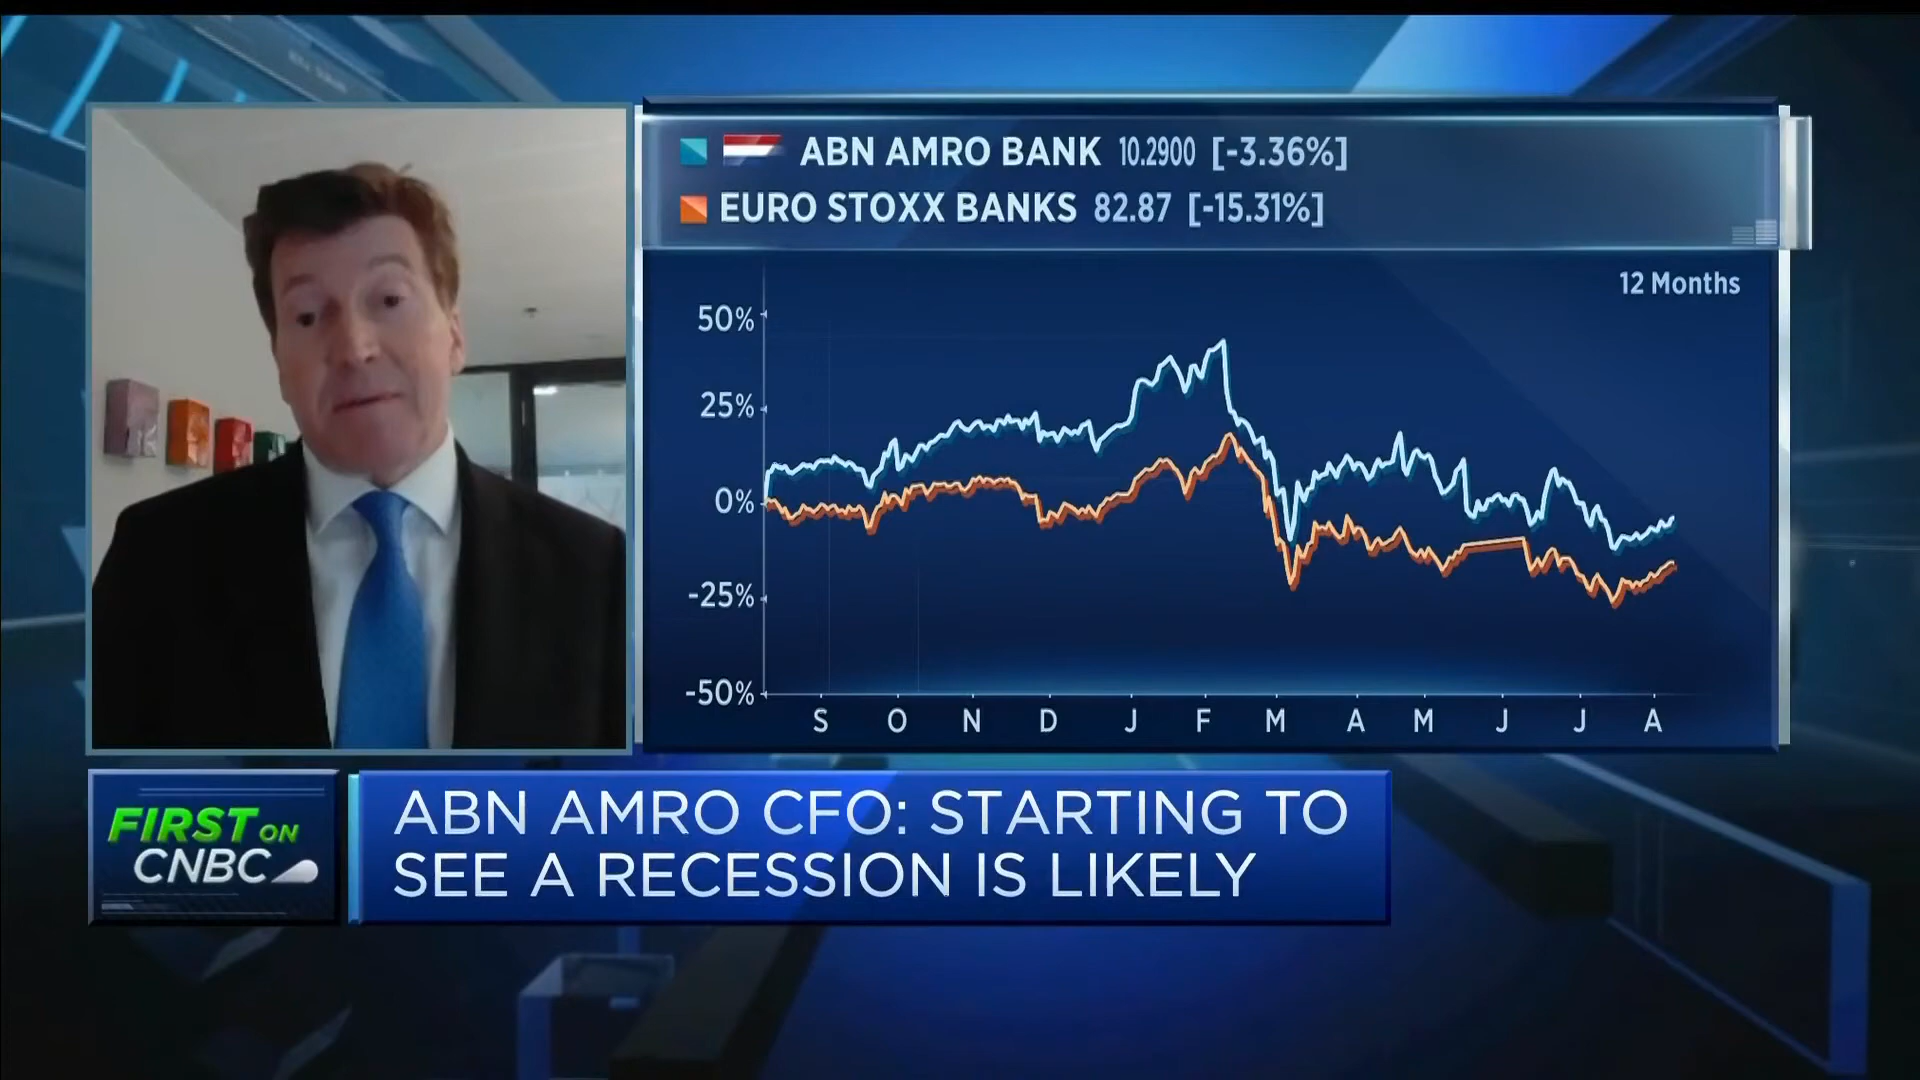 ABN AMRO BANK 10.2900 [-3.36%]
EURO STOXX BANKS 82.87 [-15.31%]
12 Months
50%
25%
0%
-25%
-50%
S O N D J F M A M J J A
FIRST ON
CNBC
ABN AMRO CFO: STARTING TO
SEE A RECESSION IS LIKELY